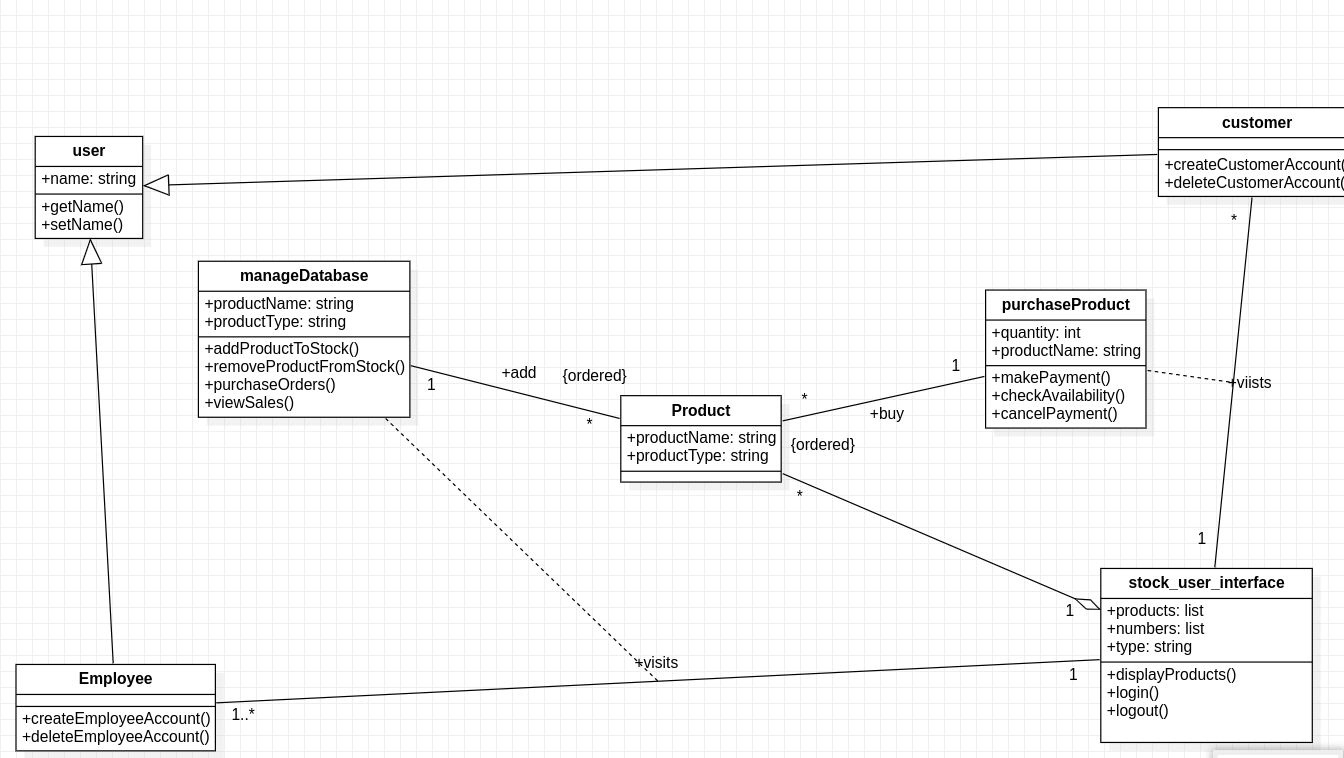 customer
+createCustomerAccount(
+deleteCustomerAccount(
user
+name: string
+getName()
+setName()
*
manageDatabase
+productName: string
+productType: string
+addProductToStock()
+removeProductFromStock()
+purchaseOrders()
+viewSales()
purchaseProduct
+quantity: int
+productName: string
+makePayment()
+checkAvailability()
+cancelPayment()
+add
{ordered}
1
*
1
*
+buy
{ordered}
+viists
Product
+productName: string
+productType: string
*
1
stock_user_interface
+products: list
+numbers: list
+type: string
+displayProducts()
+login()
+logout()
1
+visits
1
Employee
+createEmployeeAccount()
+deleteEmployeeAccount()
1..*